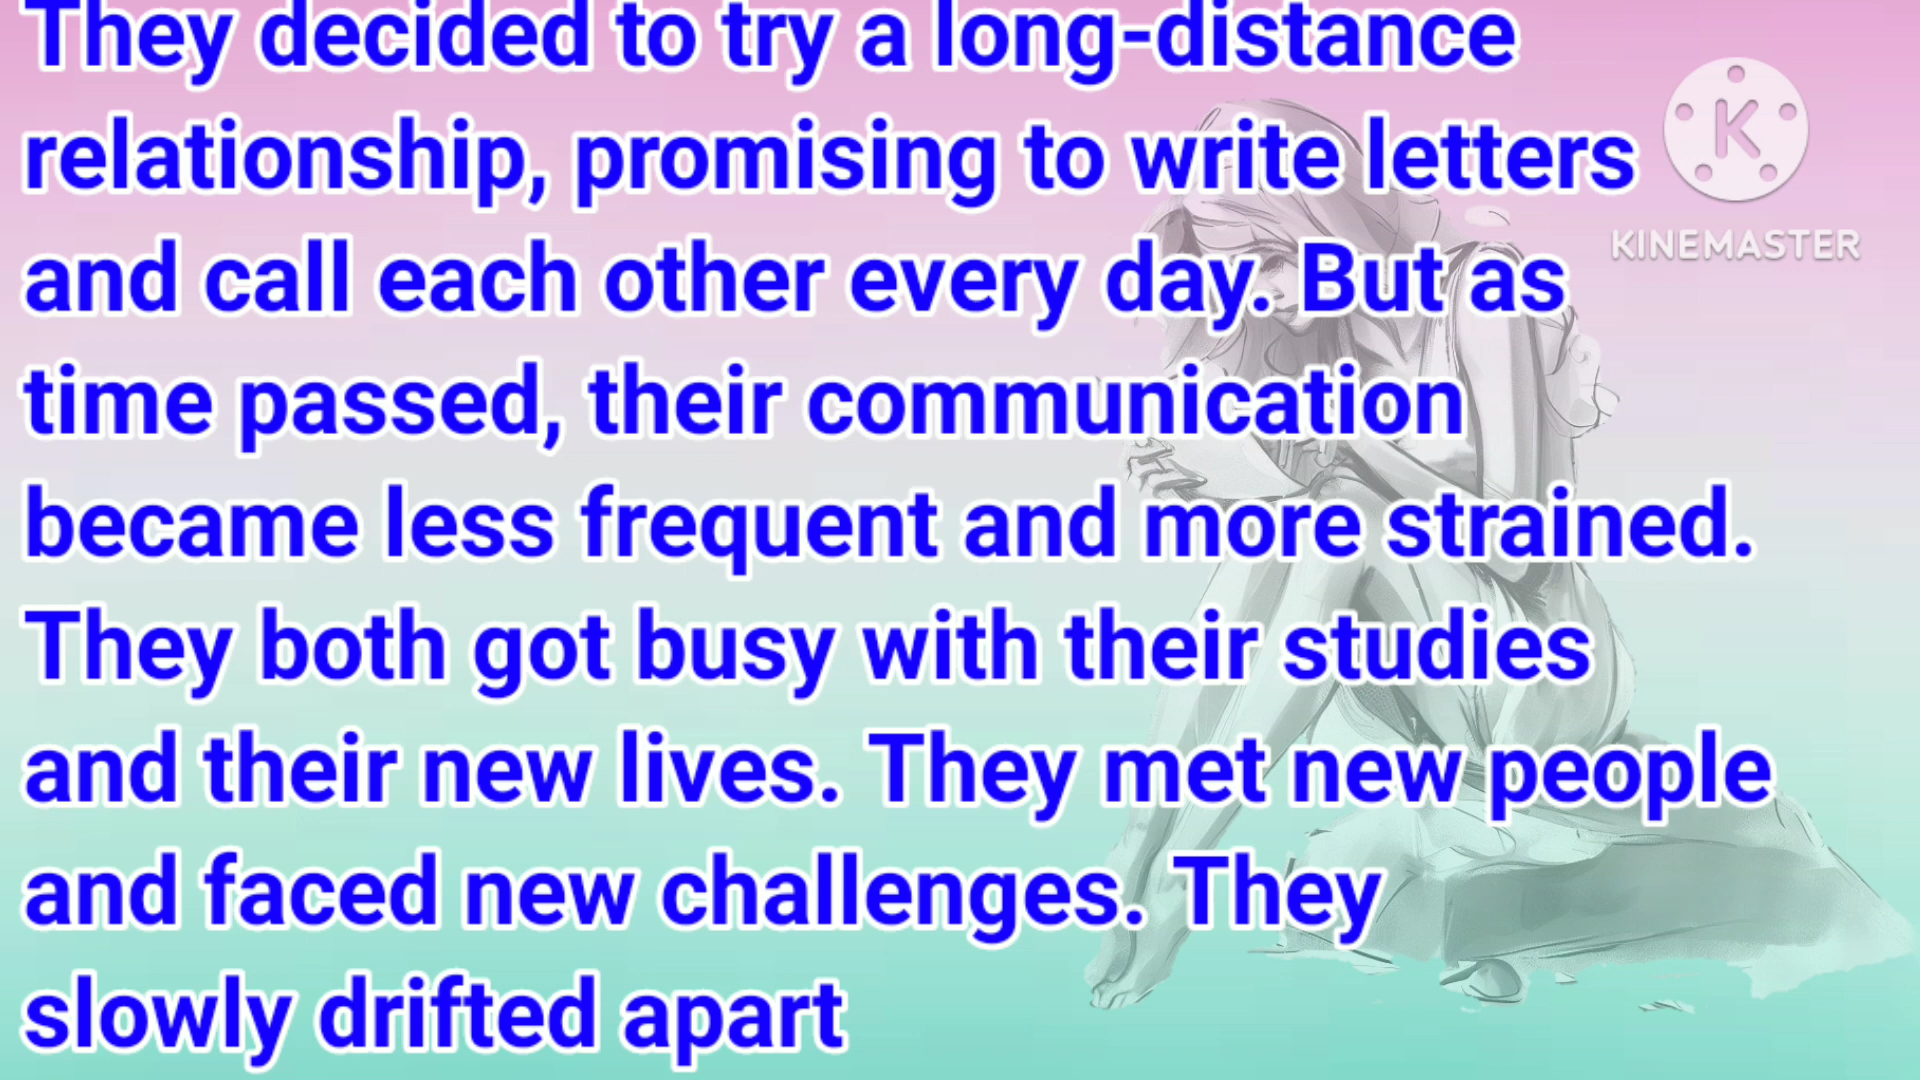 They decided to try a long-distance
relationship, promising to write letters
and call each other every day. But as
time passed, their communication
became less frequent and more strained.
They both got busy with their studies
and their new lives. They met new people
and faced new challenges. They
slowly drifted apart
K
KINEMASTER